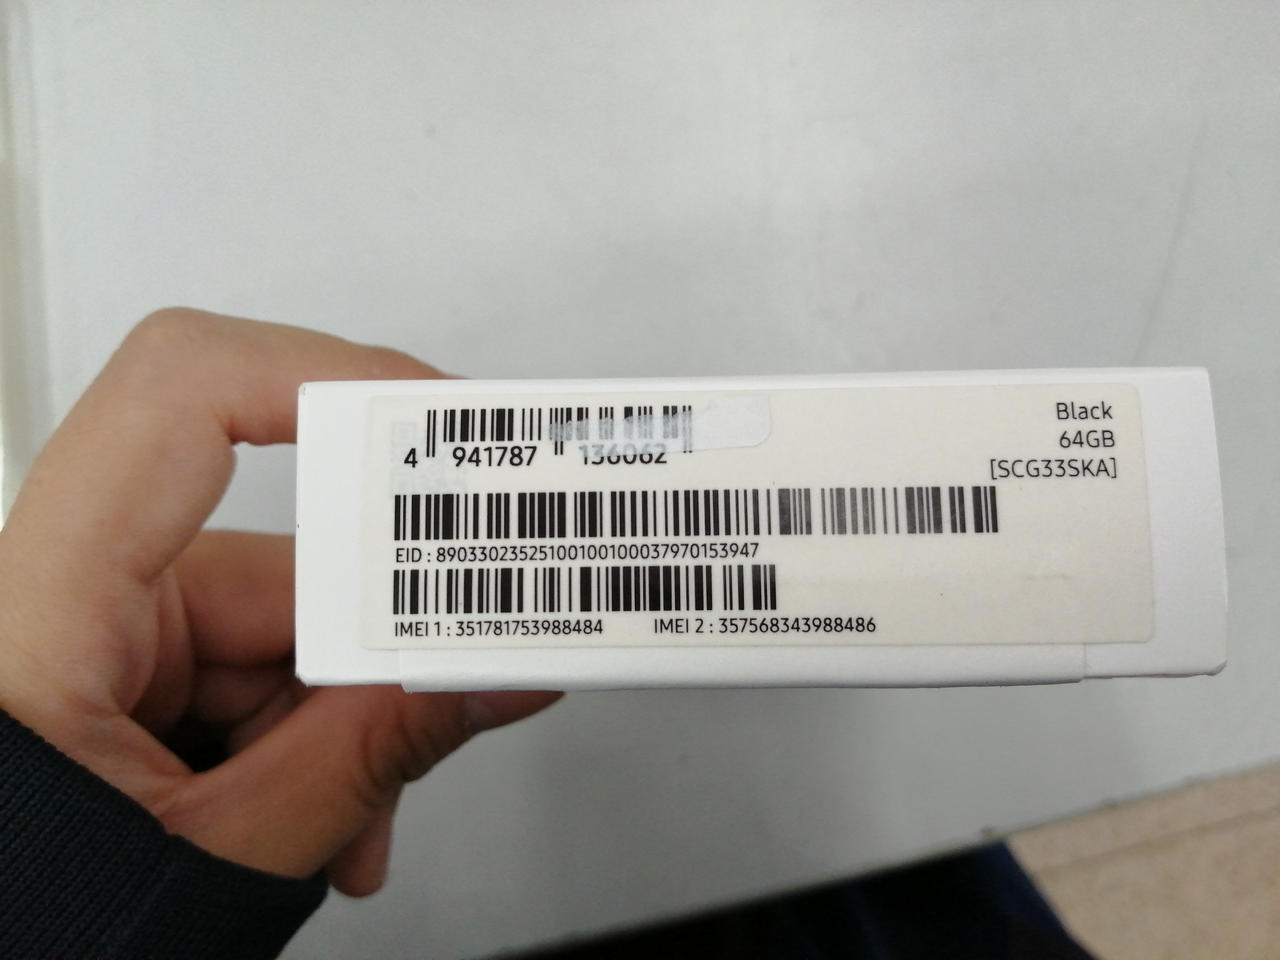 Black
64GB
[SCG33SKA]
4 941787 136062
EID : 89033023525100100100037970153947
IMEI 1 : 351781753988484 IMEI 2 : 357568343988486